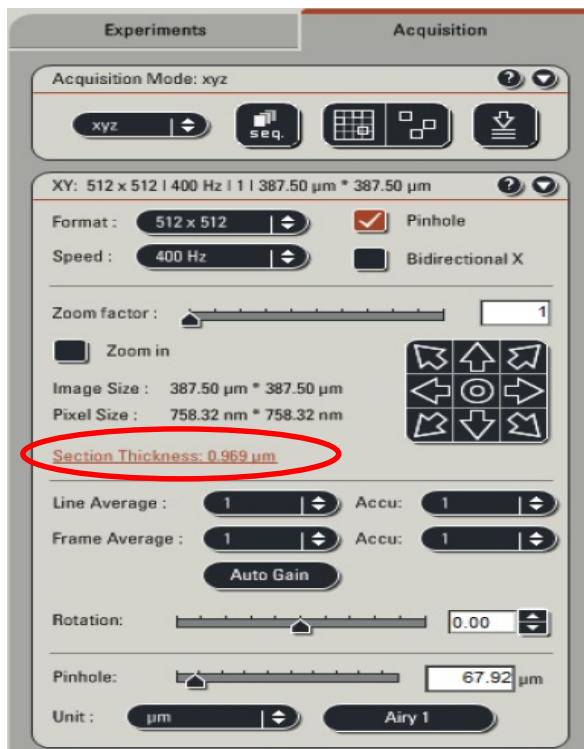 Experiments Acquisition
Acquisition Mode: xyz ?
xyz seq.
XY: 512 x 512 | 400 Hz | 1 | 387.50 µm * 387.50 µm ?
Format : 512 x 512 Pinhole
Speed : 400 Hz Bidirectional X
Zoom factor : 1
Zoom in
Image Size : 387.50 µm * 387.50 µm
Pixel Size : 758.32 nm * 758.32 nm
Section Thickness: 0.969 µm
Line Average : 1 Accu: 1
Frame Average : 1 Accu: 1
Auto Gain
Rotation: 0.00
Pinhole: 67.92 µm
Unit : µm Airy 1